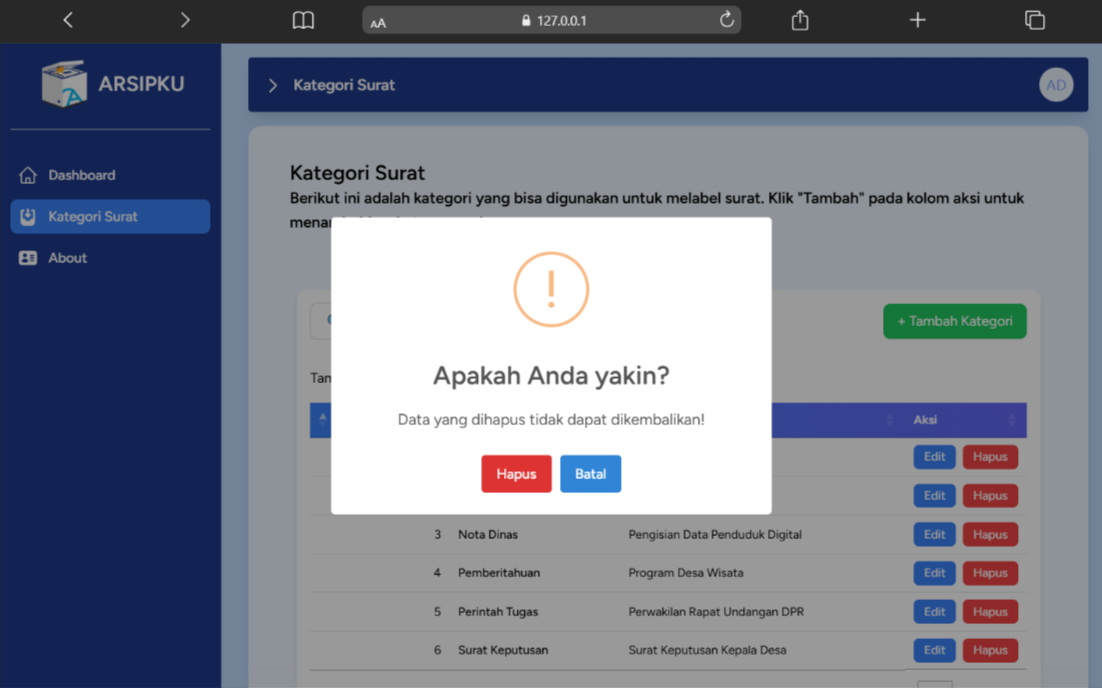 AA 127.0.0.1
ARSIPKU
Kategori Surat
AD
Dashboard
Kategori Surat
About
Kategori Surat
Berikut ini adalah kategori yang bisa digunakan untuk melabel surat. Klik "Tambah" pada kolom aksi untuk
+ Tambah Kategori
Apakah Anda yakin?
Data yang dihapus tidak dapat dikembalikan!
Hapus Batal
Aksi
Edit Hapus
Edit Hapus
3 Nota Dinas Pengisian Data Penduduk Digital Edit Hapus
4 Pemberitahuan Program Desa Wisata Edit Hapus
5 Perintah Tugas Perwakilan Rapat Undangan DPR Edit Hapus
6 Surat Keputusan Surat Keputusan Kepala Desa Edit Hapus